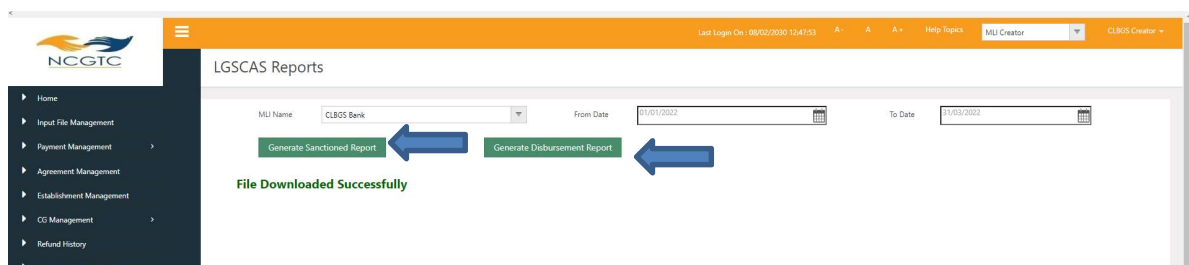 Last Login On : 08/02/2030 12:47:53 A- A A+ Help Topics MLI Creator CLBGS Creator
NCGTC
LGSCAS Reports
Home
MLI Name CLBGS Bank From Date 01/01/2022 To Date 31/03/2022
Input File Management
Payment Management >
Generate Sanctioned Report Generate Disbursement Report
Agreement Management
File Downloaded Successfully
Establishment Management
CG Management >
Refund History